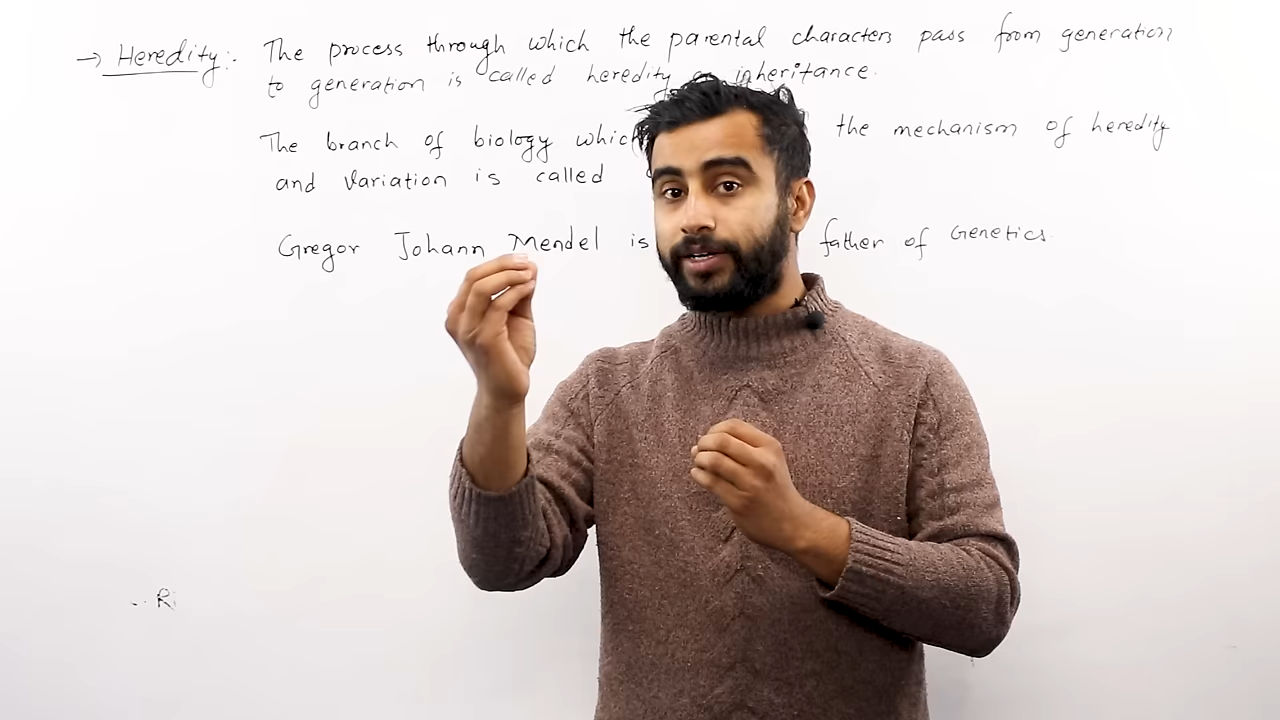 → Heredity:- The process through which the parental characters pass from generation
to generation is called heredity or inheritance.
The branch of biology which the mechanism of heredity
and Variation is called
Gregor Johann Mendel is father of Genetics.
R